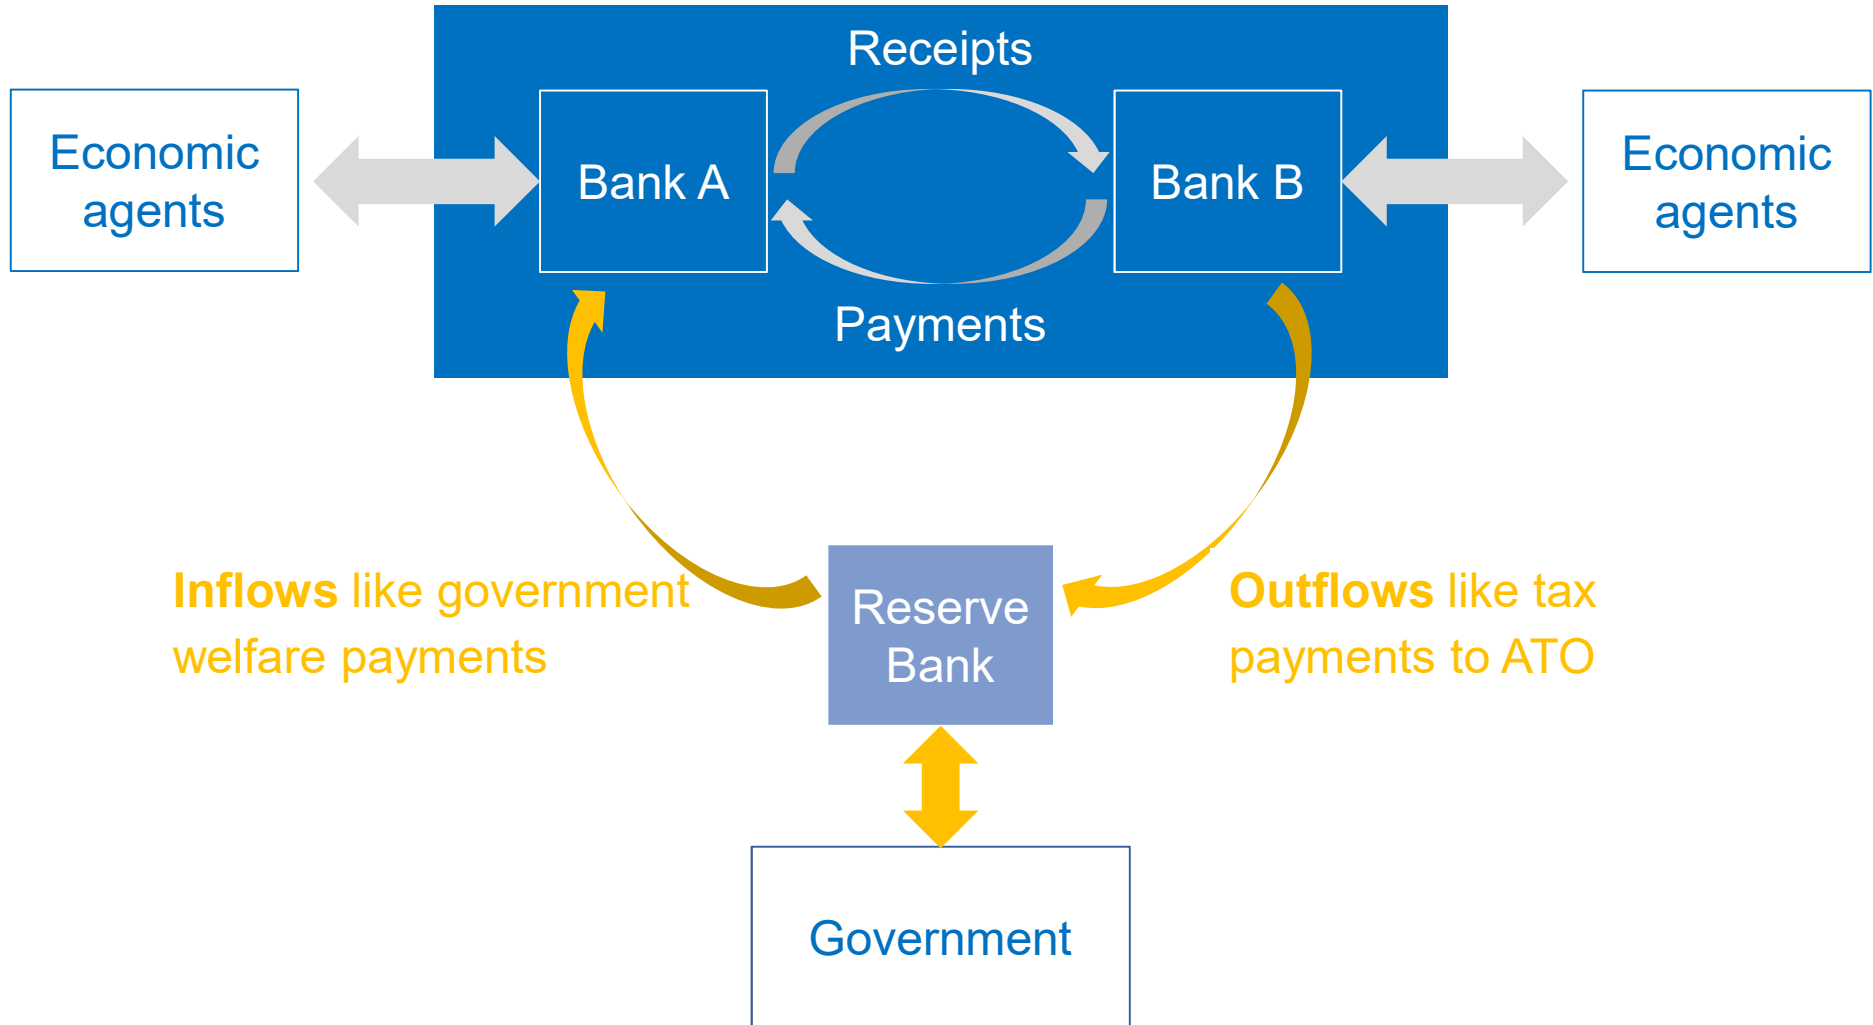 Receipts
Economic
agents
Bank A
Bank B
Economic
agents
Payments
Inflows like government
welfare payments
Reserve
Bank
Outflows like tax
payments to ATO
Government